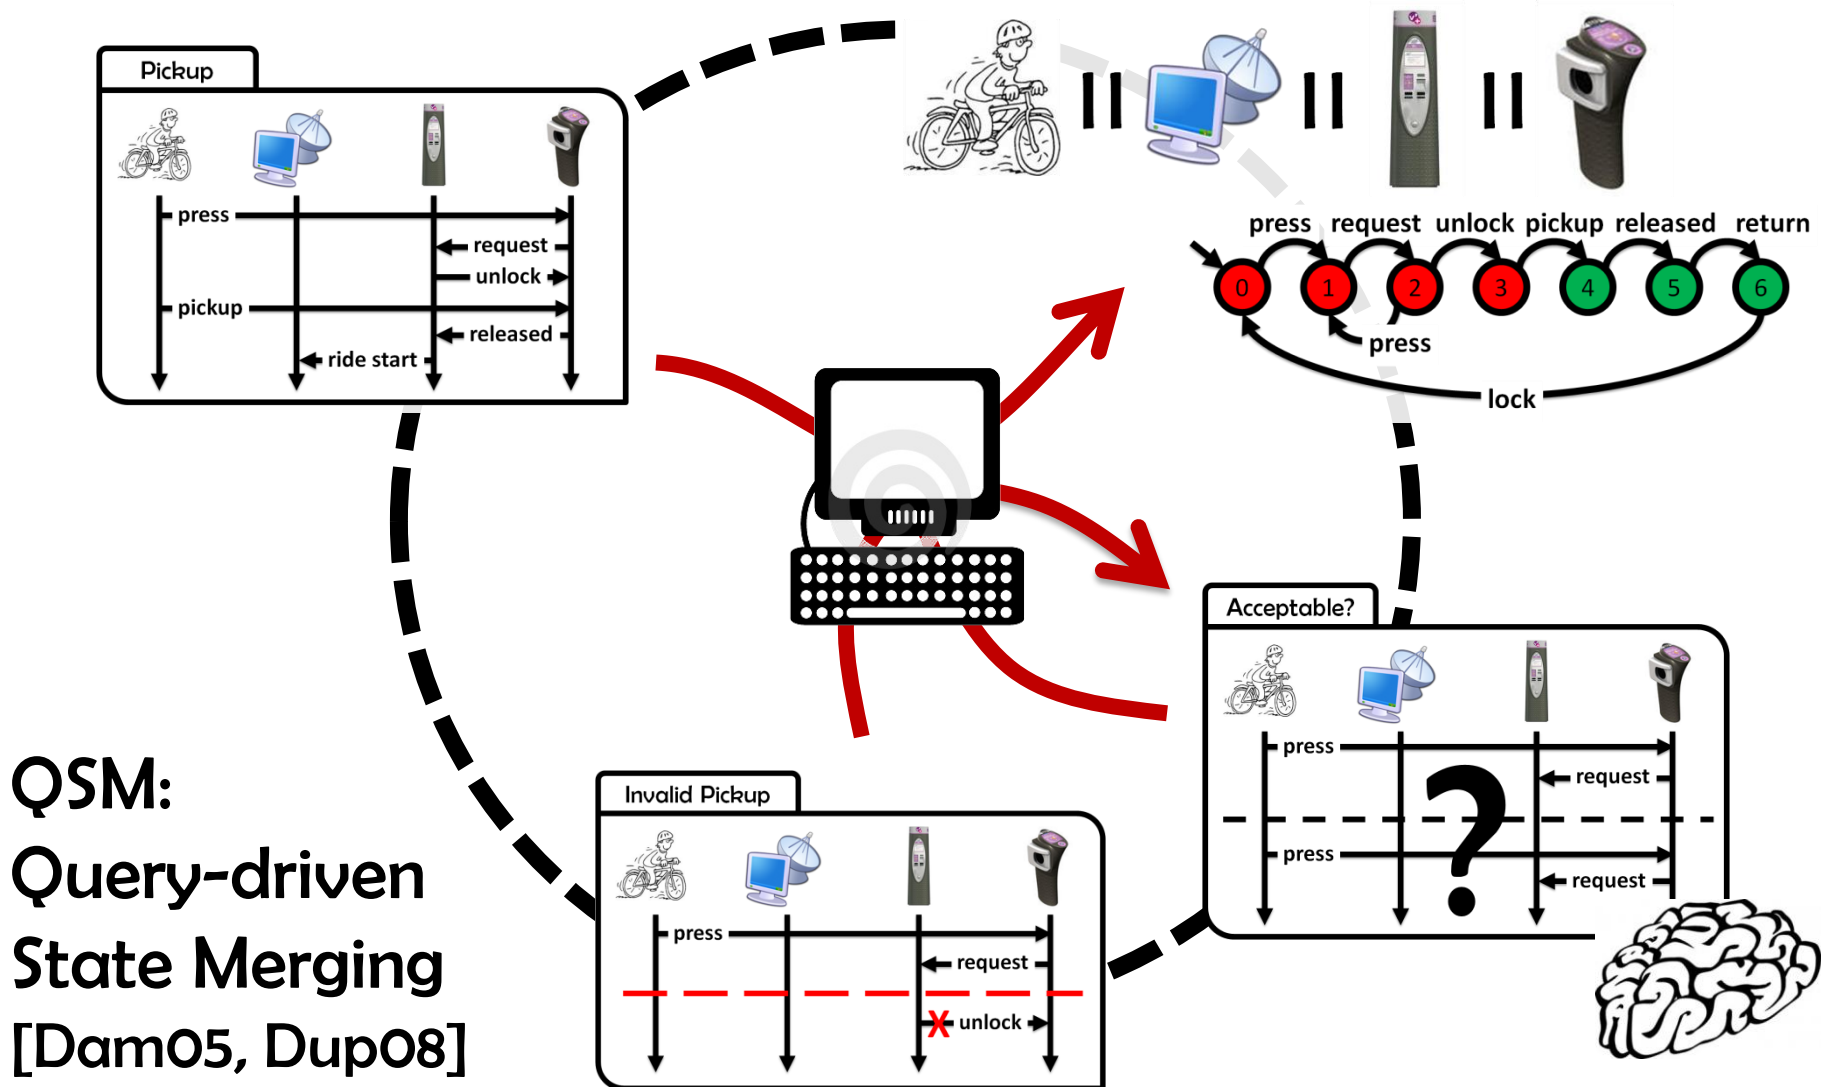 Pickup
press
request
unlock
pickup
released
ride start
press request unlock pickup released return
0 1 2 3 4 5 6
press
lock
Acceptable?
press
request
?
press
request
Invalid Pickup
press
request
X unlock
QSM:
Query-driven
State Merging
[Dam05, Dup08]